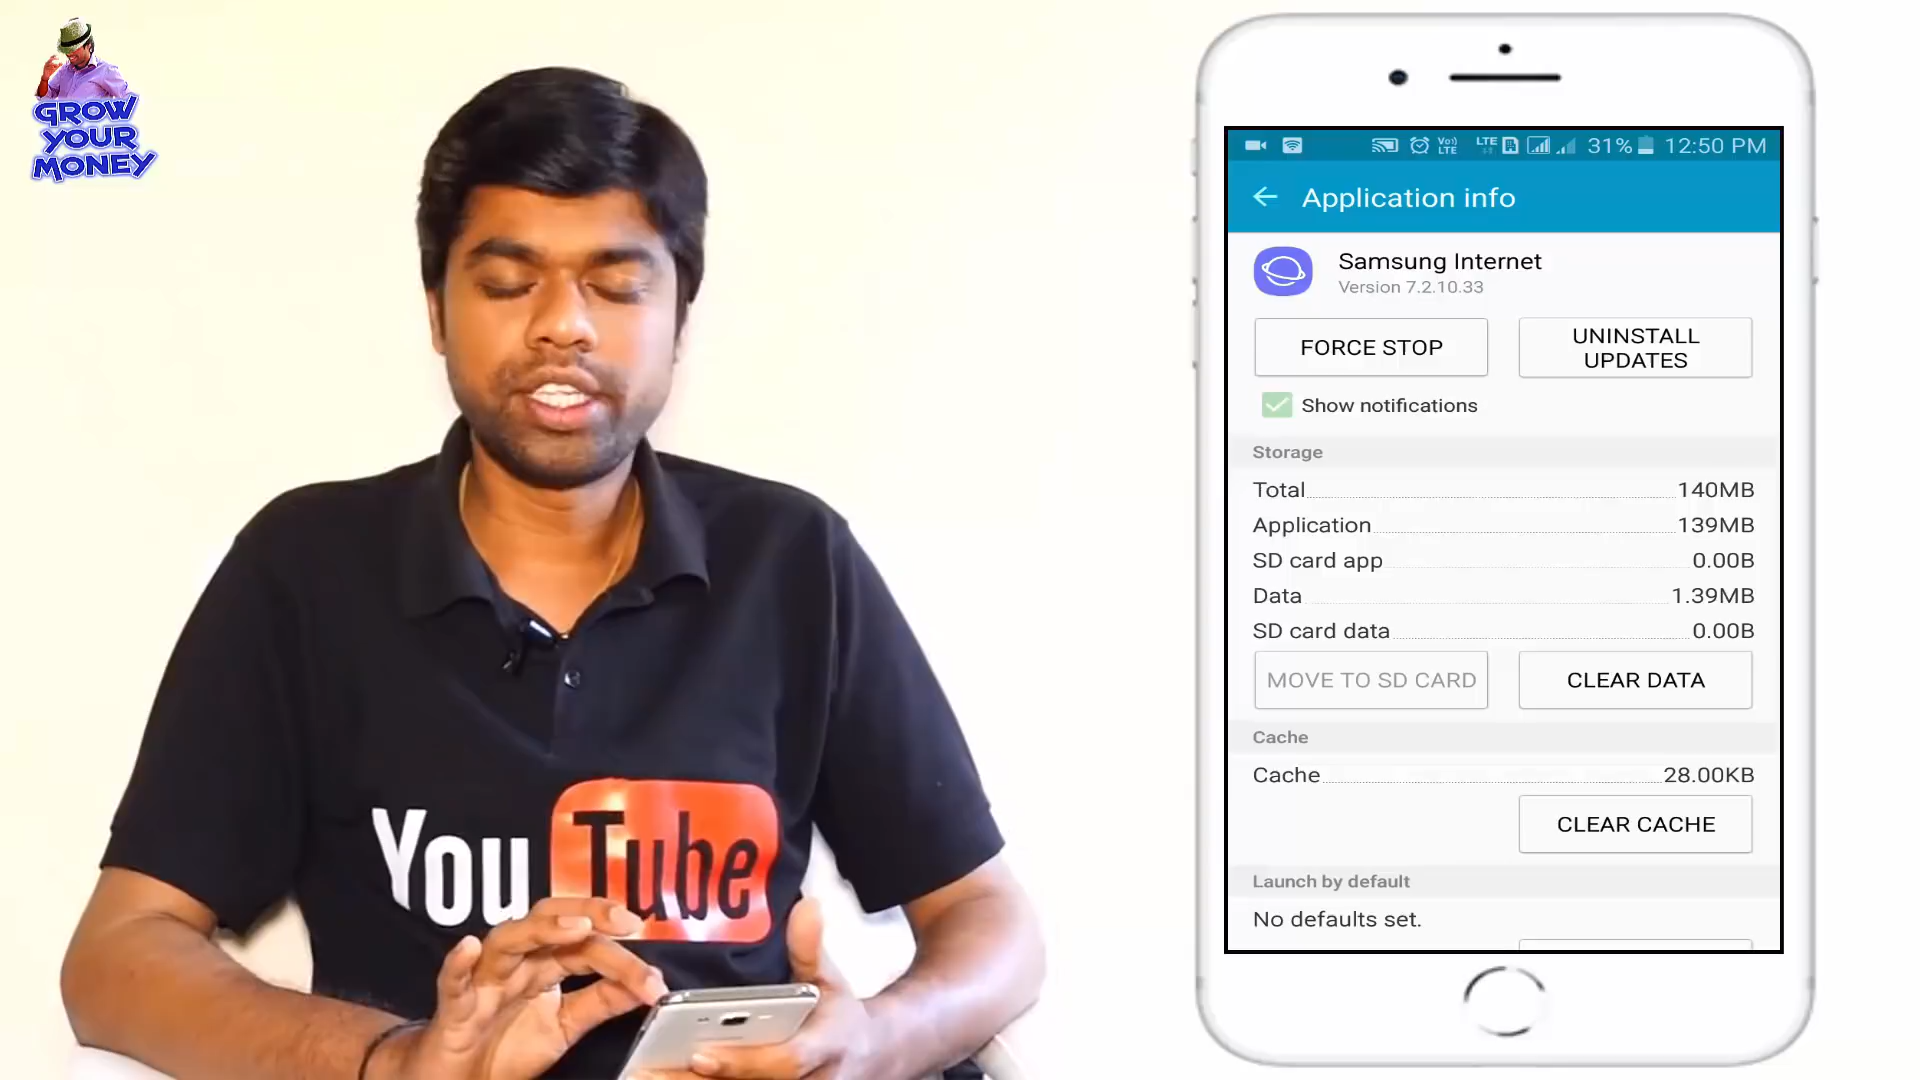 GROW
YOUR
MONEY
YouTube
Vo))
LTE
LTE
31%
12:50 PM
Application info
Samsung Internet
Version 7.2.10.33
FORCE STOP
UNINSTALL
UPDATES
Show notifications
Storage
Total 140MB
Application 139MB
SD card app 0.00B
Data 1.39MB
SD card data 0.00B
MOVE TO SD CARD
CLEAR DATA
Cache
Cache 28.00KB
CLEAR CACHE
Launch by default
No defaults set.